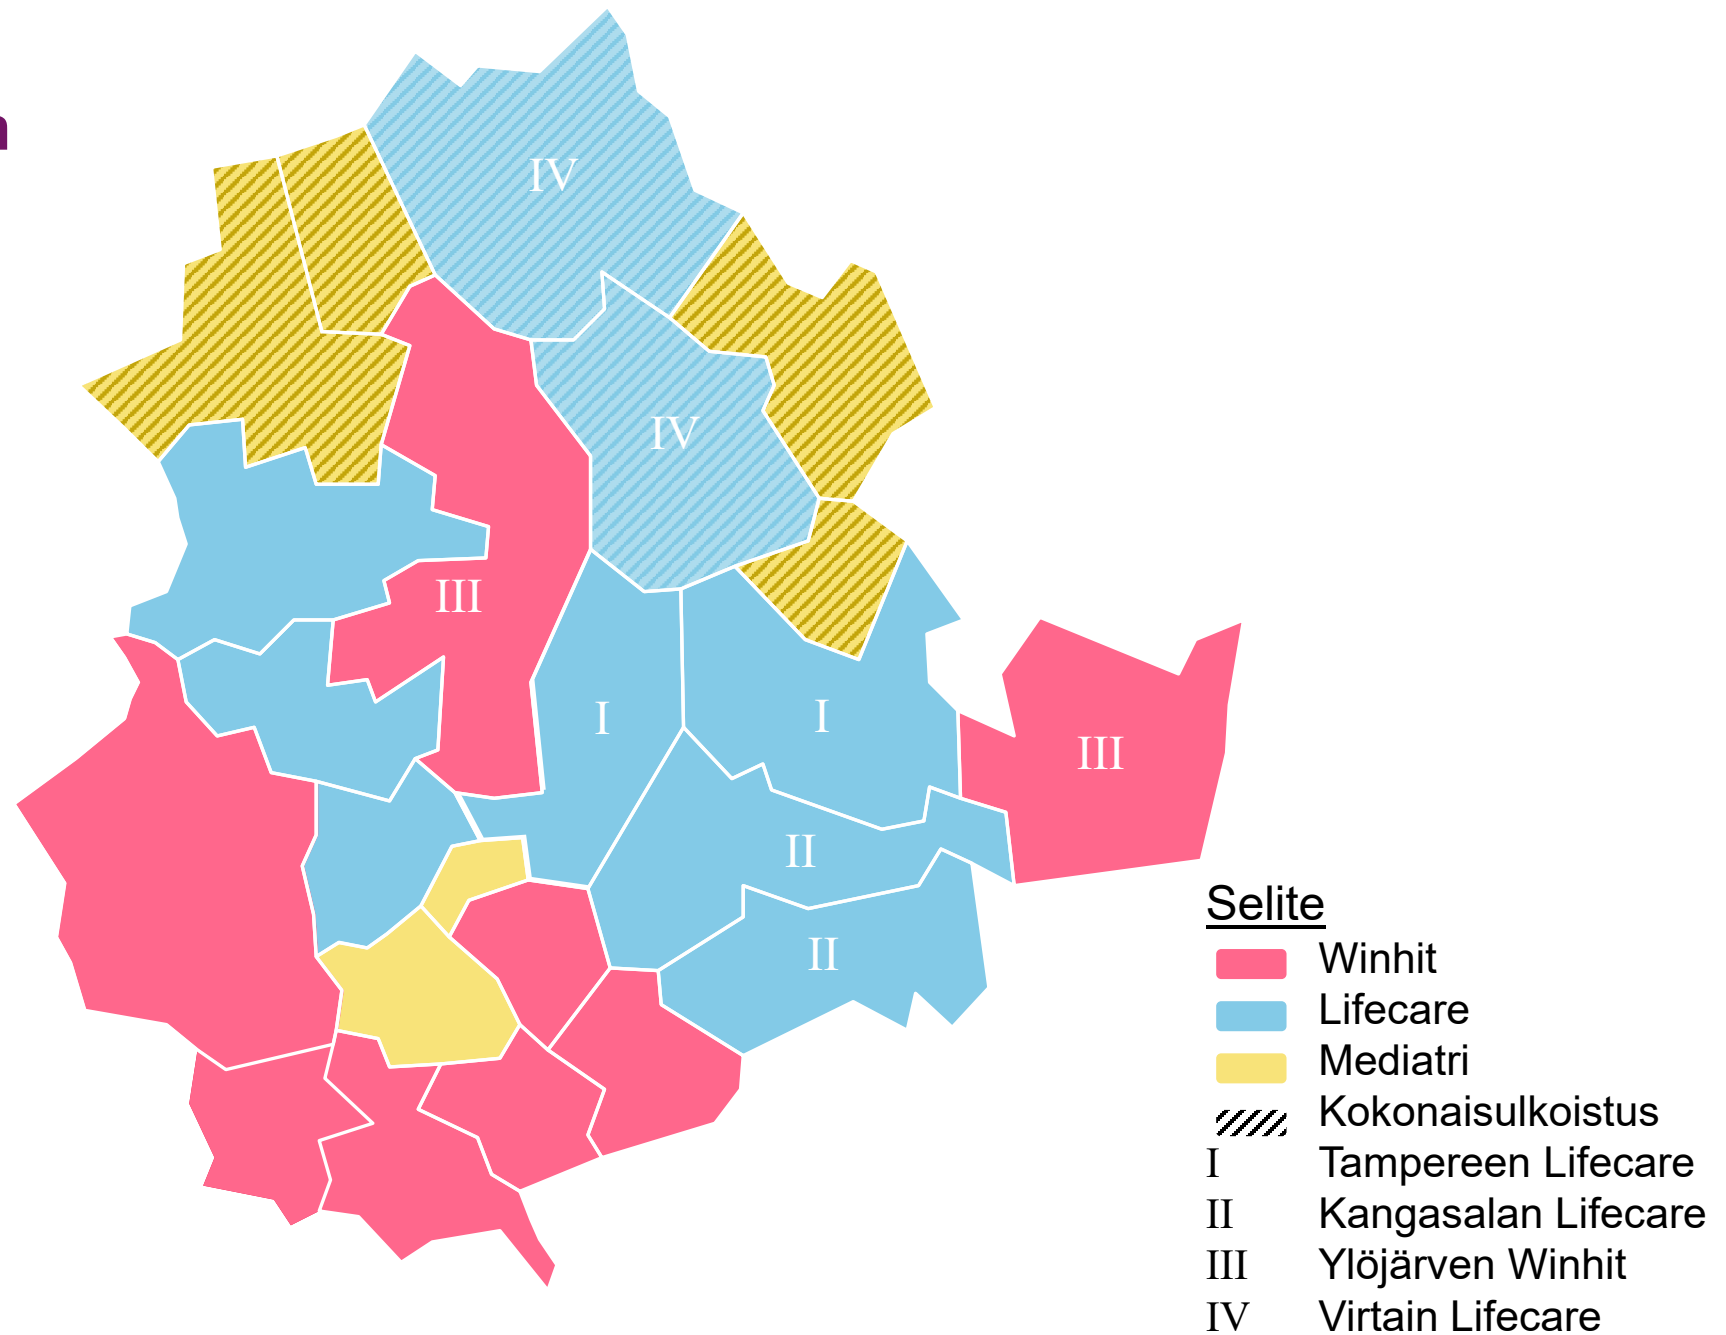 n
IV
IV
III
I
I
III
II
II
Selite
Winhit
Lifecare
Mediatri
Kokonaisulkoistus
I Tampereen Lifecare
II Kangasalan Lifecare
III Ylöjärven Winhit
IV Virtain Lifecare